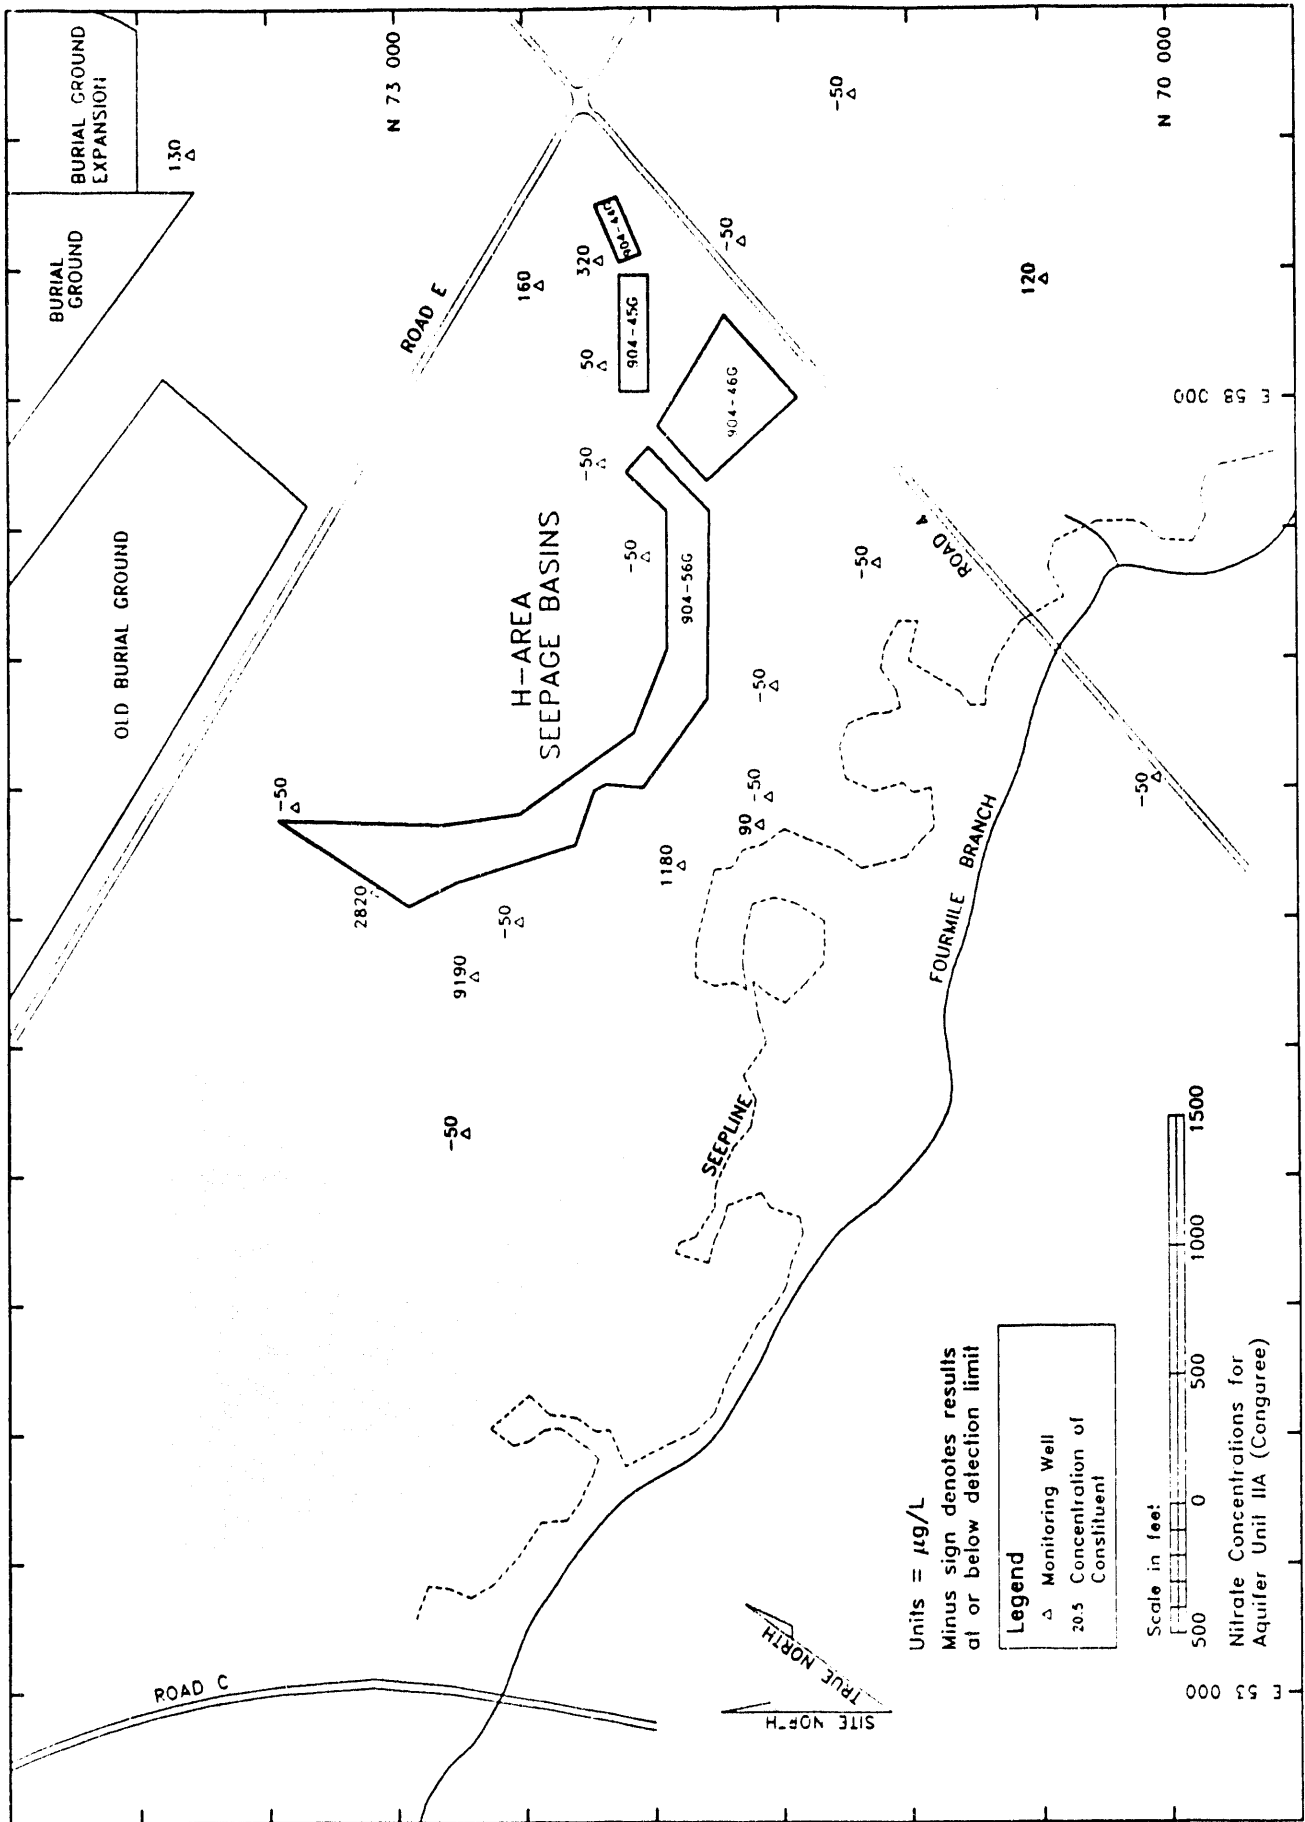 BURIAL GROUND
EXPANSION
130
BURIAL
GROUND
OLD BURIAL GROUND
N 73 000
N 70 000
ROAD E
-50
904-44G
320
160
-50
120
50
904-45G
904-46G
E 58 000
-50
-50
904-56G
H-AREA
SEEPAGE BASINS
-50
ROAD 4
-50
-50
-50
90
-50
1180
2820
-50
9190
FOURMILE BRANCH
-50
SEEPLINE
ROAD C
SITE NORTH
TRUE NORTH
Units = µg/L
Minus sign denotes results
at or below detection limit
Legend
△ Monitoring Well
20.5 Concentration of
Constituent
Scale in feet
500 0 500 1000 1500
Nitrate Concentrations for
Aquifer Unit IIA (Congaree)
E 53 000